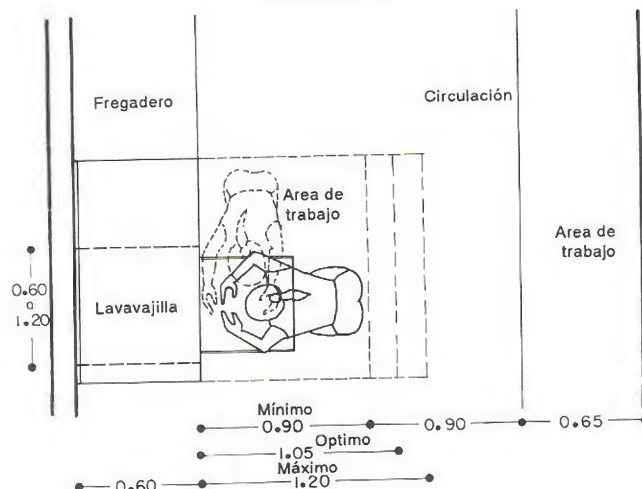 Fregadero
Circulación
Area de
trabajo
Area de
trabajo
Lavavajilla
0.60
a
1.20
Mínimo
0.90
0.90
0.65
Optimo
1.05
Máximo
0.60
1.20